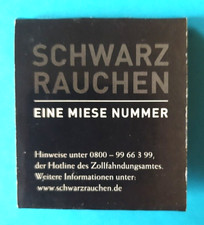 SCHWARZ
RAUCHEN
EINE MIESE NUMMER
Hinweise unter 0800 – 99 66 3 99,
der Hotline des Zollfahndungsamtes.
Weitere Informationen unter:
www.schwarzrauchen.de